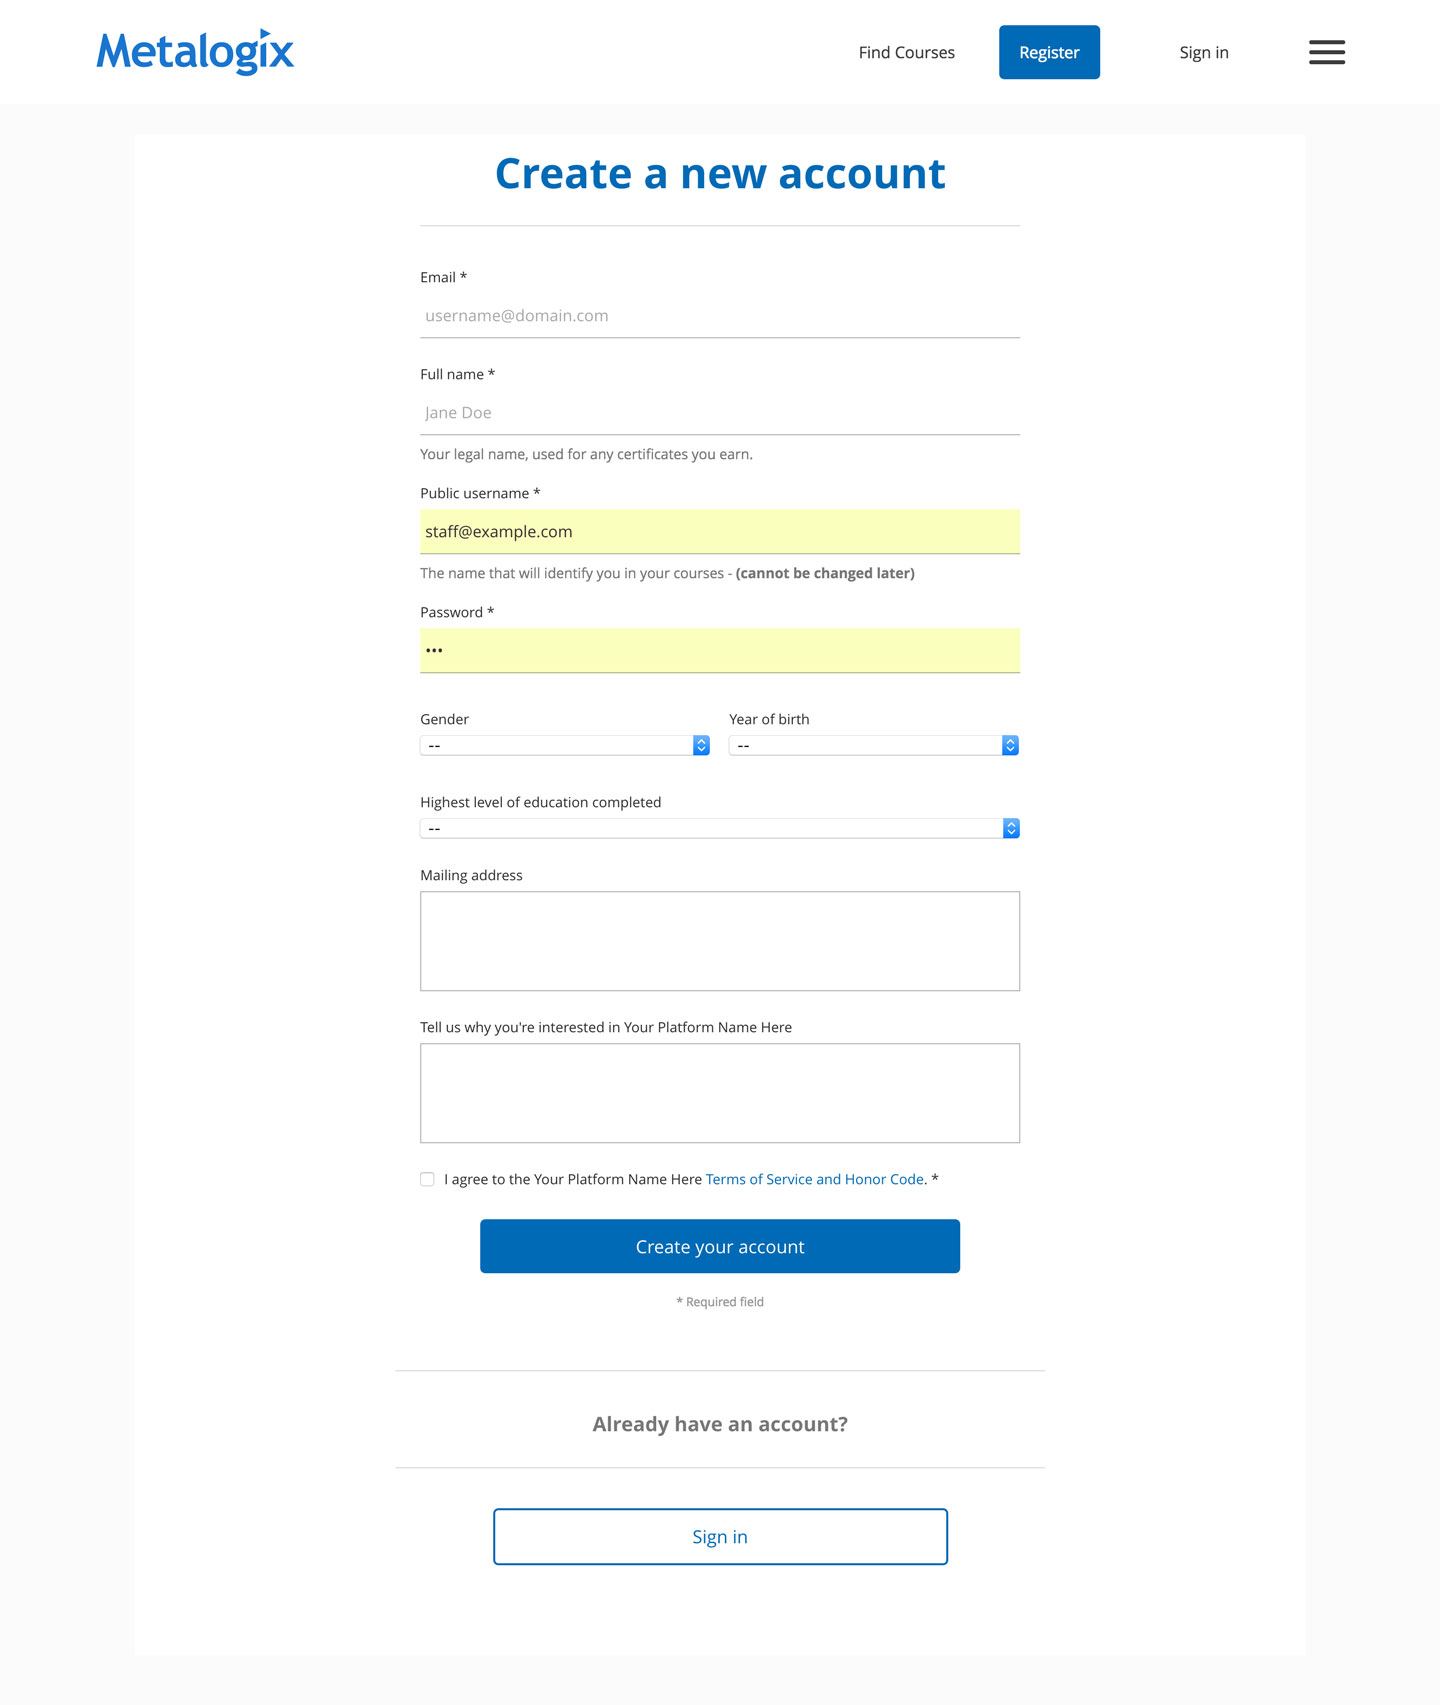 Metalogix
Find Courses
Register
Sign in
Create a new account
Email *
username@domain.com
Full name *
Jane Doe
Your legal name, used for any certificates you earn.
Public username *
staff@example.com
The name that will identify you in your courses - (cannot be changed later)
Password *
•••
Gender
Year of birth
--
--
Highest level of education completed
--
Mailing address
Tell us why you're interested in Your Platform Name Here
I agree to the Your Platform Name Here Terms of Service and Honor Code. *
Create your account
* Required field
Already have an account?
Sign in